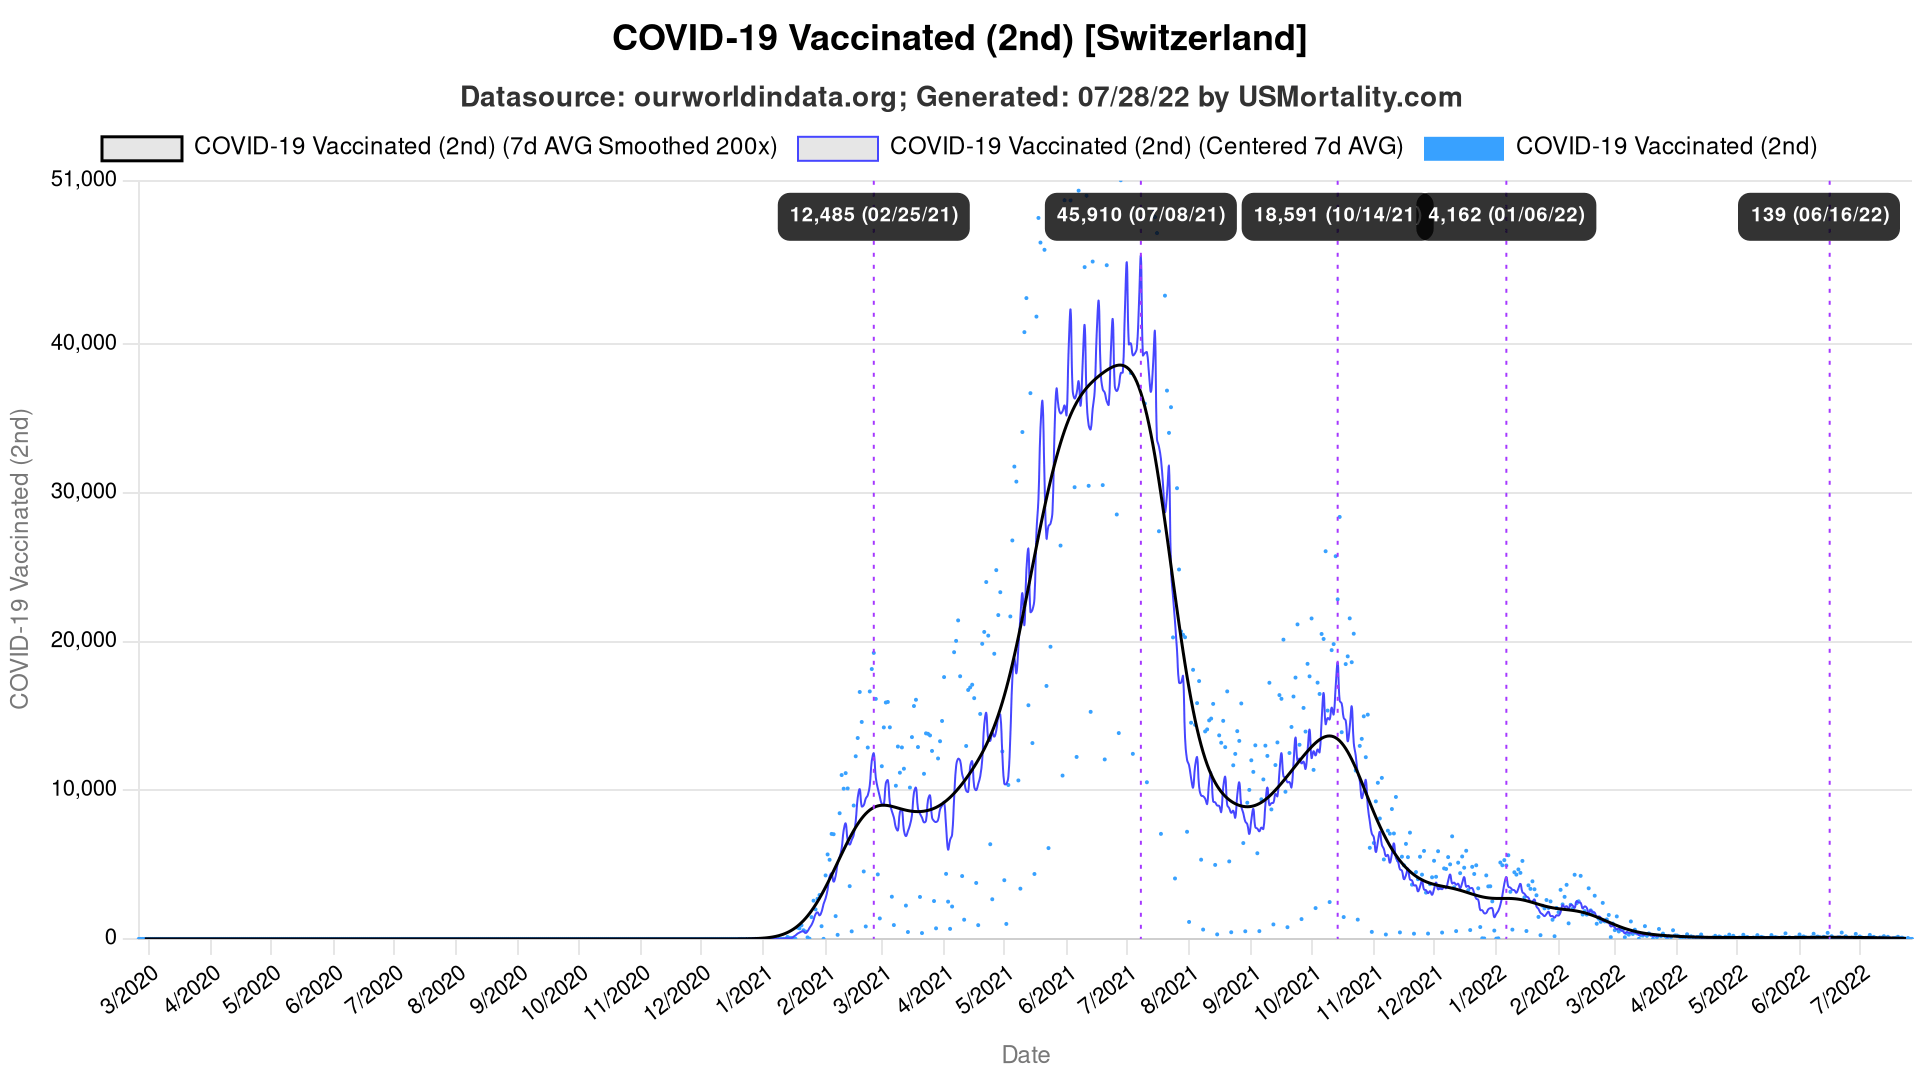 COVID-19 Vaccinated (2nd) [Switzerland]
Datasource: ourworldindata.org; Generated: 07/28/22 by USMortality.com
COVID-19 Vaccinated (2nd) (7d AVG Smoothed 200x) COVID-19 Vaccinated (2nd) (Centered 7d AVG) COVID-19 Vaccinated (2nd)
51,000
12,485 (02/25/21) 45,910 (07/08/21) 18,591 (10/14/21) 4,162 (01/06/22) 139 (06/16/22)
40,000
30,000
20,000
10,000
0
COVID-19 Vaccinated (2nd)
3/2020 4/2020 5/2020 6/2020 7/2020 8/2020 9/2020 10/2020 11/2020 12/2020 1/2021 2/2021 3/2021 4/2021 5/2021 6/2021 7/2021 8/2021 9/2021 10/2021 11/2021 12/2021 1/2022 2/2022 3/2022 4/2022 5/2022 6/2022 7/2022
Date